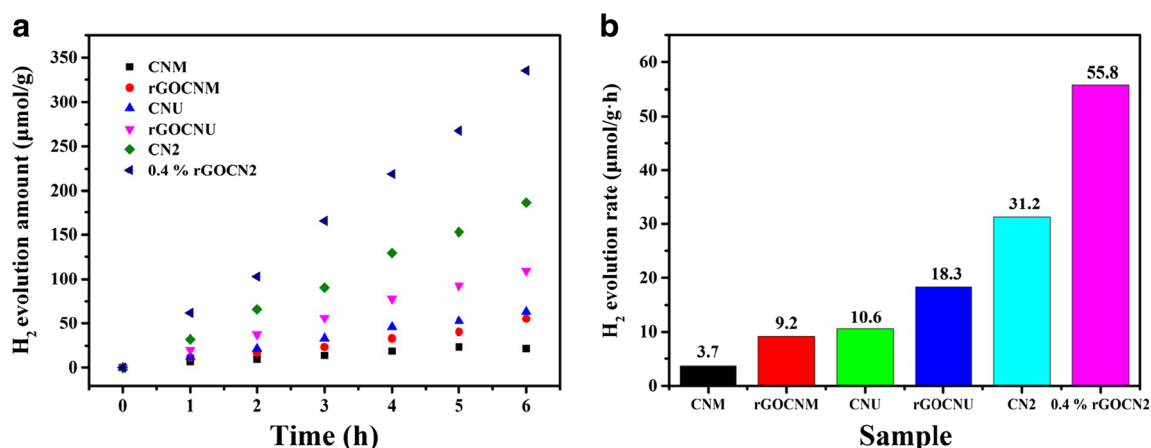 a
H2 evolution amount (μmol/g)
350
300
250
200
150
100
50
0
CNM
rGOCNM
CNU
rGOCNU
CN2
0.4 % rGOCN2
0 1 2 3 4 5 6
Time (h)
b
H2 evolution rate (μmol/g·h)
60
50
40
30
20
10
0
3.7
9.2
10.6
18.3
31.2
55.8
CNM rGOCNM CNU rGOCNU CN2 0.4 % rGOCN2
Sample